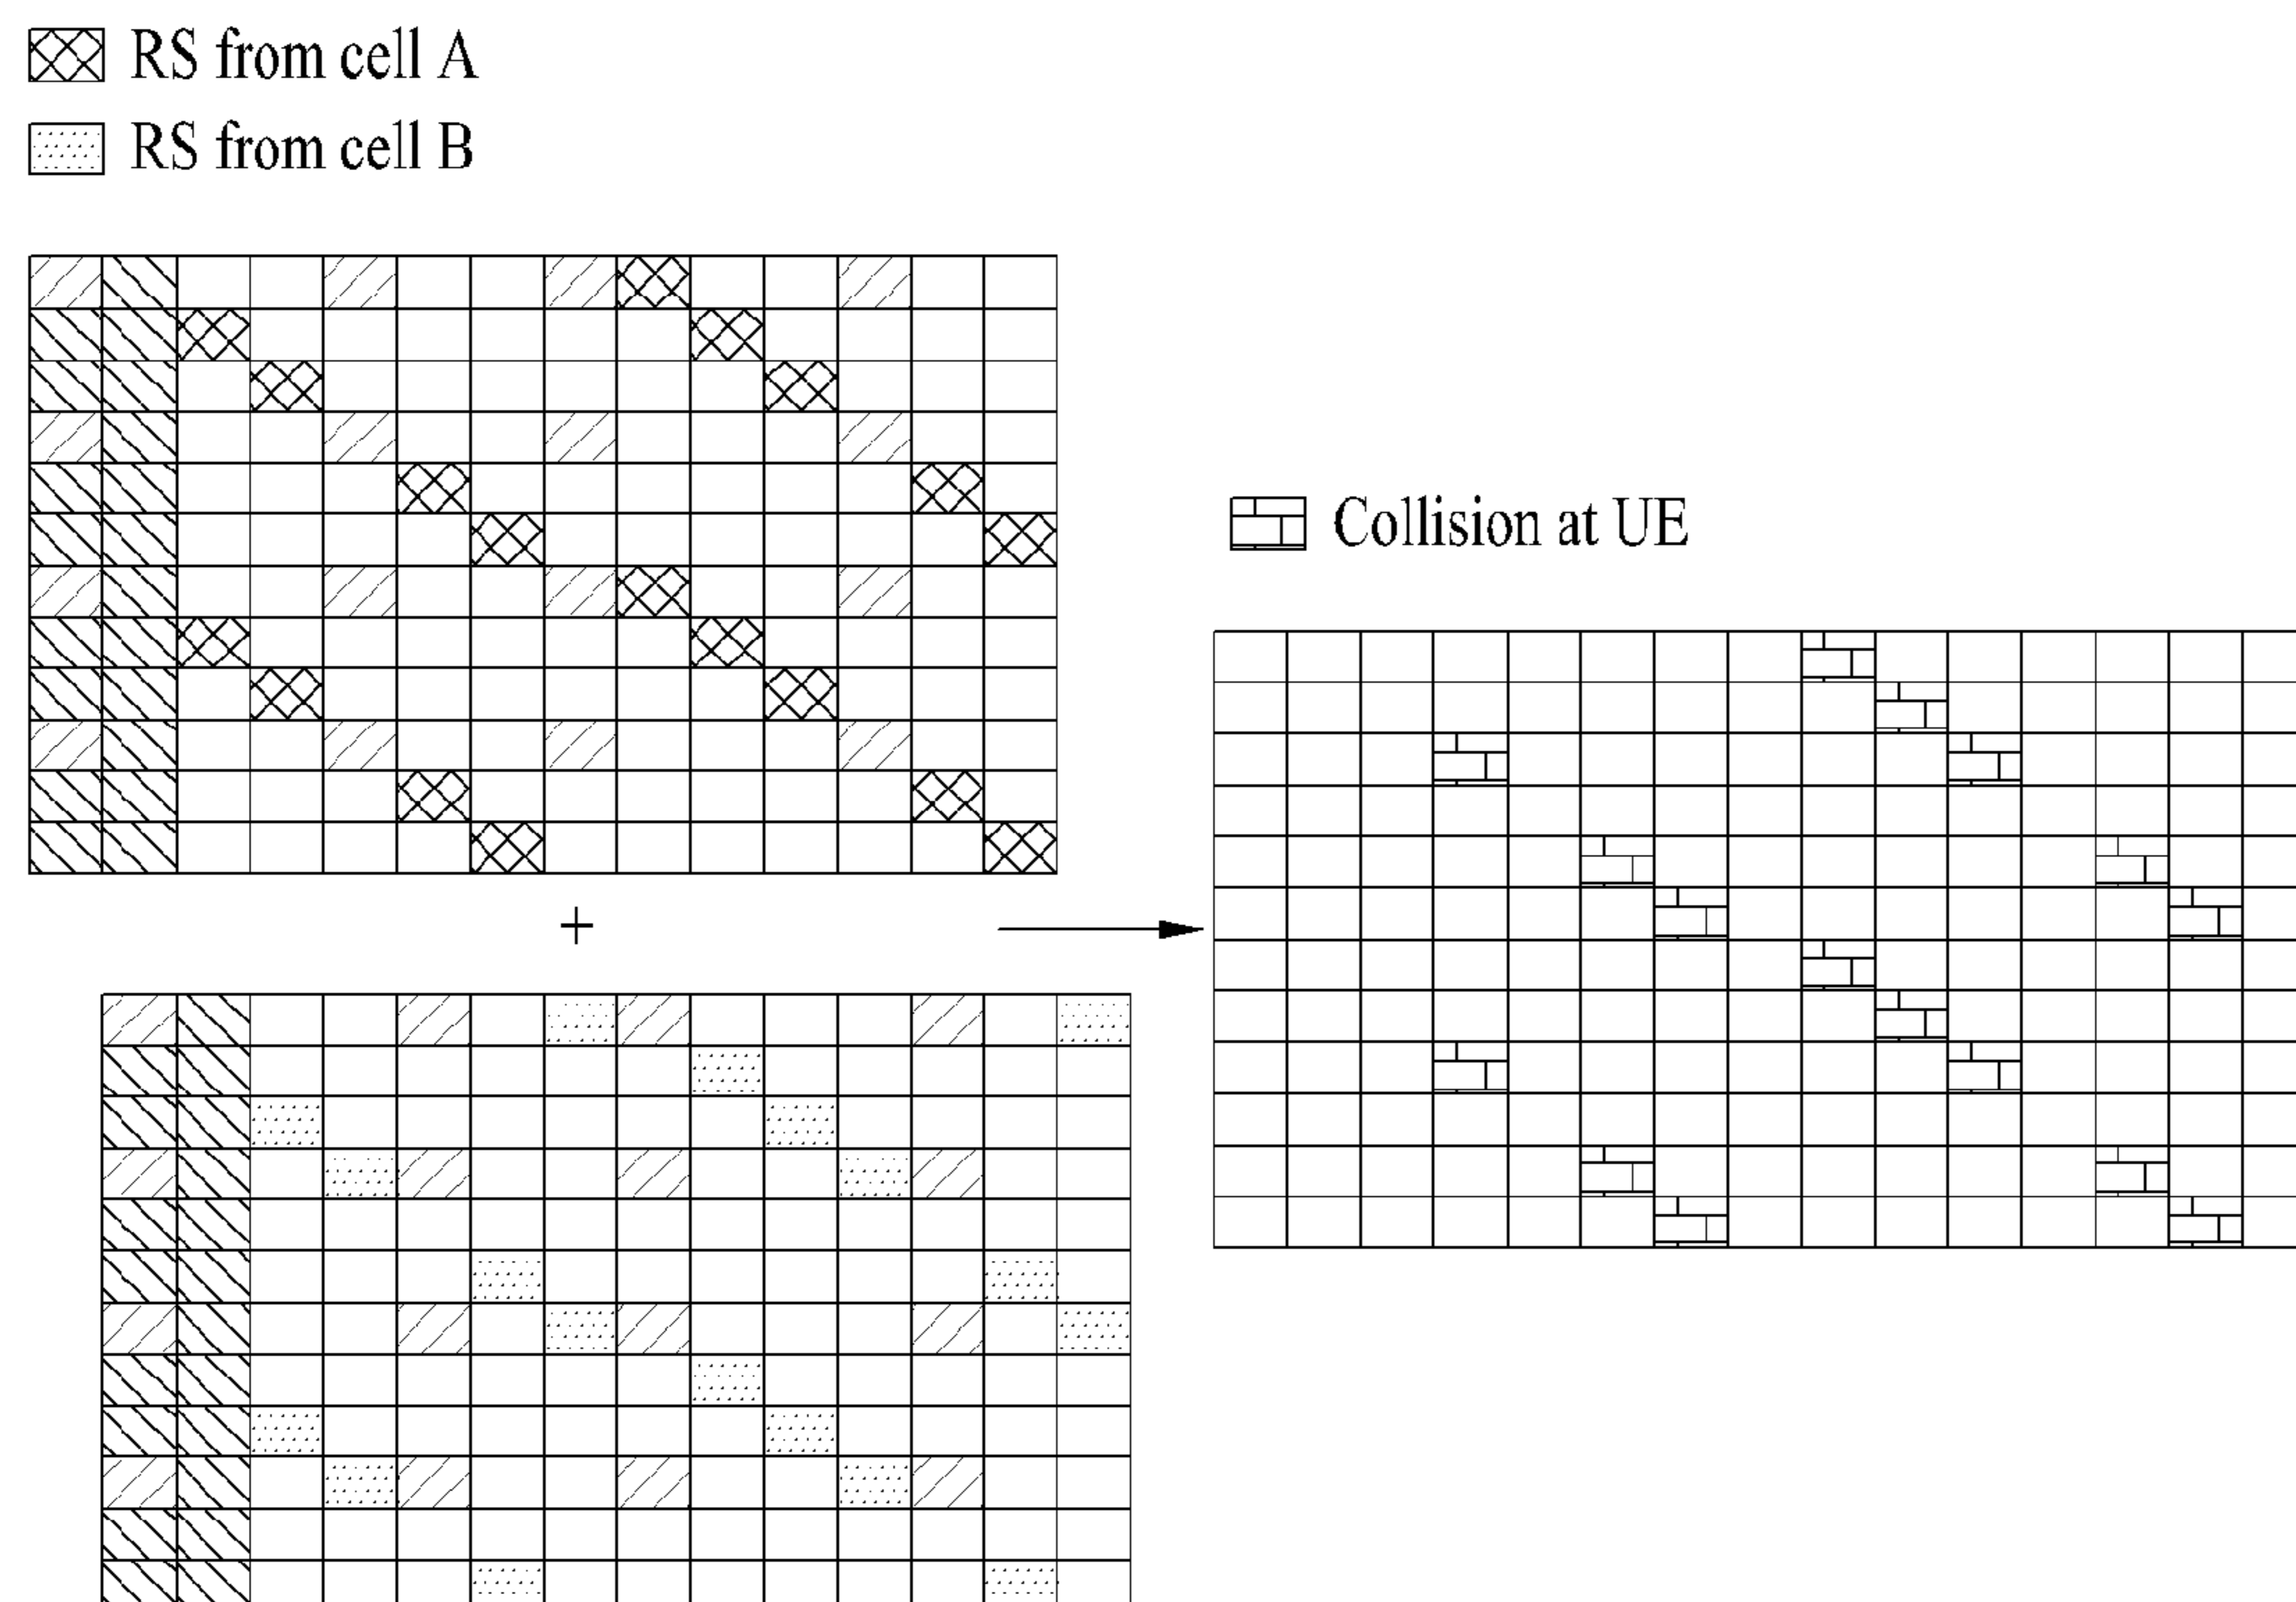 RS from cell A
RS from cell B
Collision at UE
+